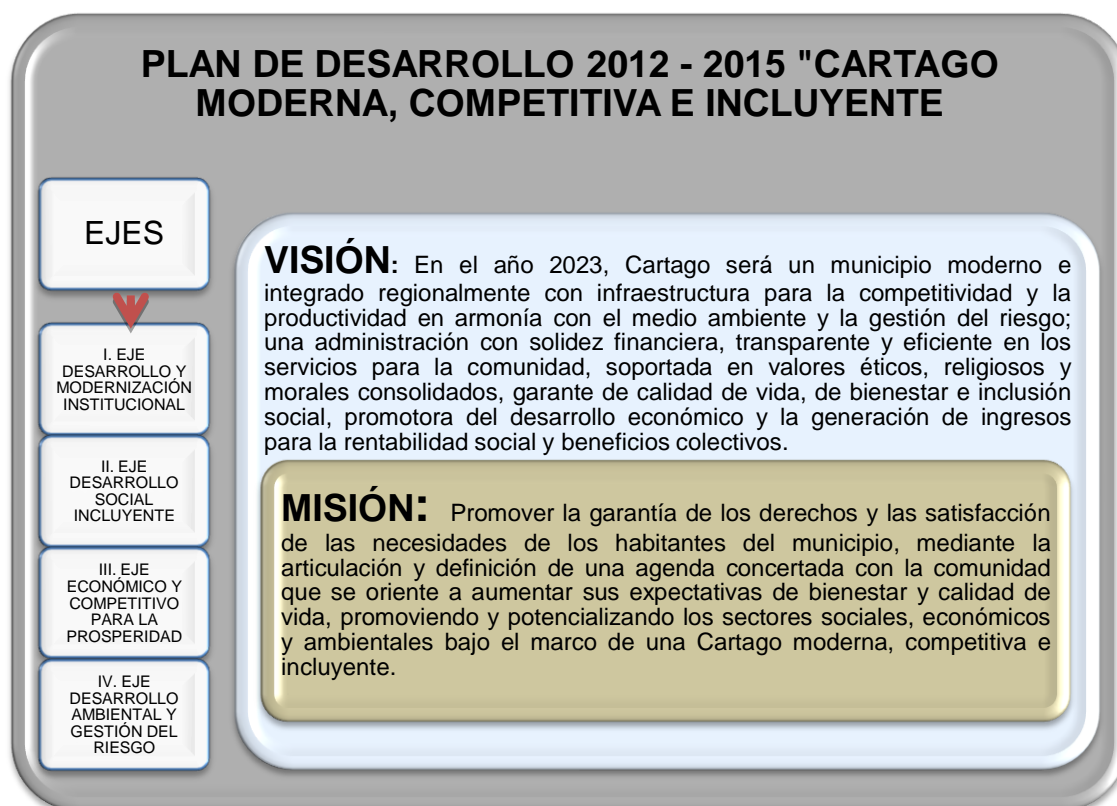 PLAN DE DESARROLLO 2012 - 2015 "CARTAGO
MODERNA, COMPETITIVA E INCLUYENTE
EJES
I. EJE
DESARROLLO Y
MODERNIZACIÓN
INSTITUCIONAL
II. EJE
DESARROLLO
SOCIAL
INCLUYENTE
III. EJE
ECONÓMICO Y
COMPETITIVO
PARA LA
PROSPERIDAD
IV. EJE
DESARROLLO
AMBIENTAL Y
GESTIÓN DEL
RIESGO
VISIÓN: En el año 2023, Cartago será un municipio moderno e
integrado regionalmente con infraestructura para la competitividad y la
productividad en armonía con el medio ambiente y la gestión del riesgo;
una administración con solidez financiera, transparente y eficiente en los
servicios para la comunidad, soportada en valores éticos, religiosos y
morales consolidados, garante de calidad de vida, de bienestar e inclusión
social, promotora del desarrollo económico y la generación de ingresos
para la rentabilidad social y beneficios colectivos.
MISIÓN: Promover la garantía de los derechos y las satisfacción
de las necesidades de los habitantes del municipio, mediante la
articulación y definición de una agenda concertada con la comunidad
que se oriente a aumentar sus expectativas de bienestar y calidad de
vida, promoviendo y potencializando los sectores sociales, económicos
y ambientales bajo el marco de una Cartago moderna, competitiva e
incluyente.